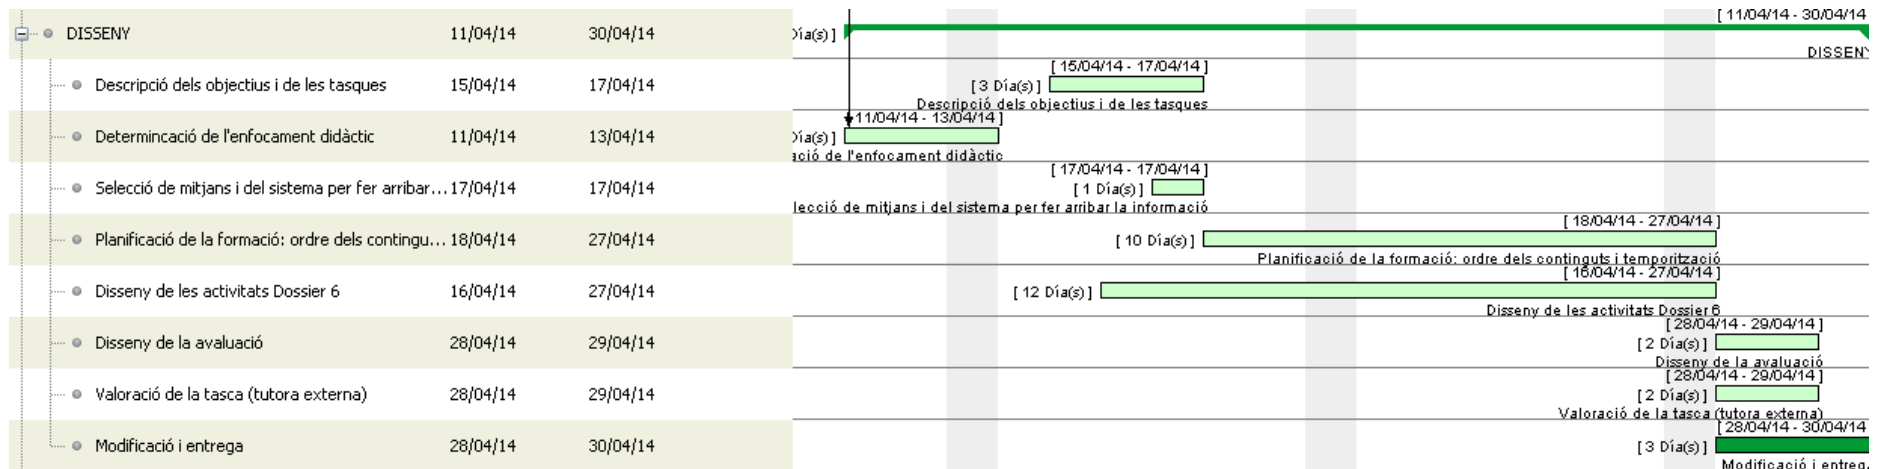 DISSENY 11/04/14 30/04/14
[ 11/04/14 - 30/04/14
Día(s) ]
DISSENY
Descripció dels objectius i de les tasques 15/04/14 17/04/14
[ 15/04/14 - 17/04/14 ]
[ 3 Día(s) ]
Descripció dels objectius i de les tasques
Determincació de l'enfocament didàctic 11/04/14 13/04/14
11/04/14 - 13/04/14 ]
Día(s) ]
ació de l'enfocament didàctic
Selecció de mitjans i del sistema per fer arribar... 17/04/14 17/04/14
[ 17/04/14 - 17/04/14 ]
[ 1 Día(s) ]
lecció de mitjans i del sistema per fer arribar la informació
Planificació de la formació: ordre dels contingu... 18/04/14 27/04/14
[ 18/04/14 - 27/04/14 ]
[ 10 Día(s) ]
Planificació de la formació: ordre dels continguts i temporització
Disseny de les activitats Dossier 6 16/04/14 27/04/14
[ 16/04/14 - 27/04/14 ]
[ 12 Día(s) ]
Disseny de les activitats Dossier 6
Disseny de la avaluació 28/04/14 29/04/14
[ 28/04/14 - 29/04/14 ]
[ 2 Día(s) ]
Disseny de la avaluació
Valoració de la tasca (tutora externa) 28/04/14 29/04/14
[ 28/04/14 - 29/04/14 ]
[ 2 Día(s) ]
Valoració de la tasca (tutora externa)
Modificació i entrega 28/04/14 30/04/14
[ 28/04/14 - 30/04/14
[ 3 Día(s) ]
Modificació i entreg